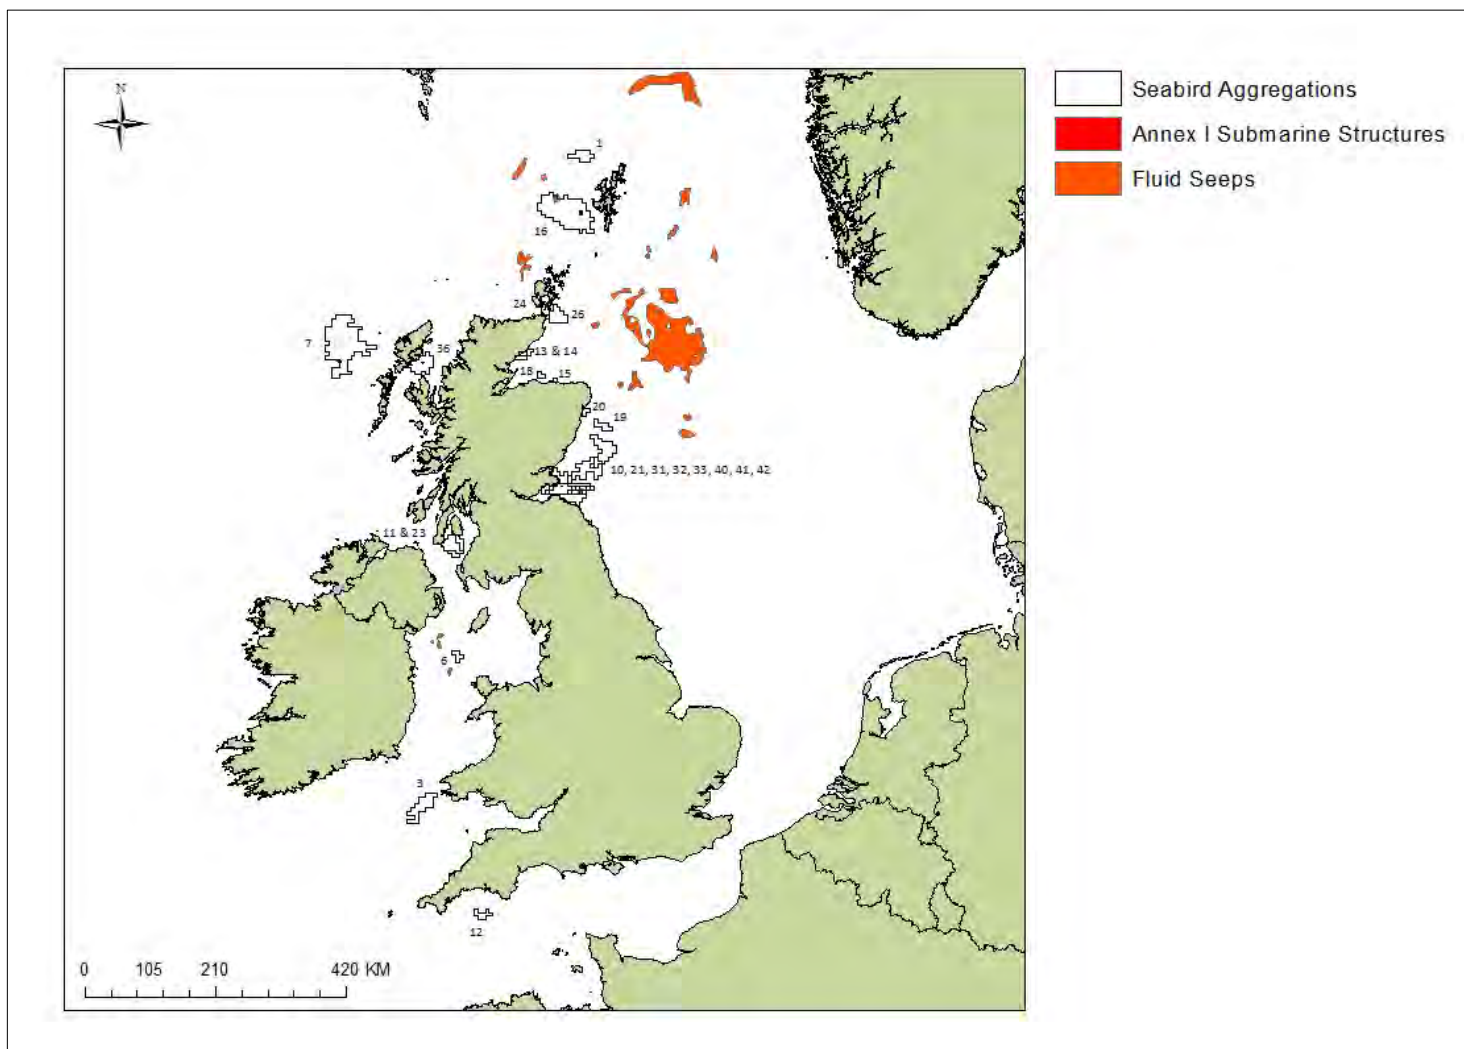 N
Seabird Aggregations
Annex I Submarine Structures
Fluid Seeps
1
16
24
26
7
36
13 & 14
18
15
20
19
10, 21, 31, 32, 33, 40, 41, 42
11 & 23
6
3
12
0 105 210 420 KM